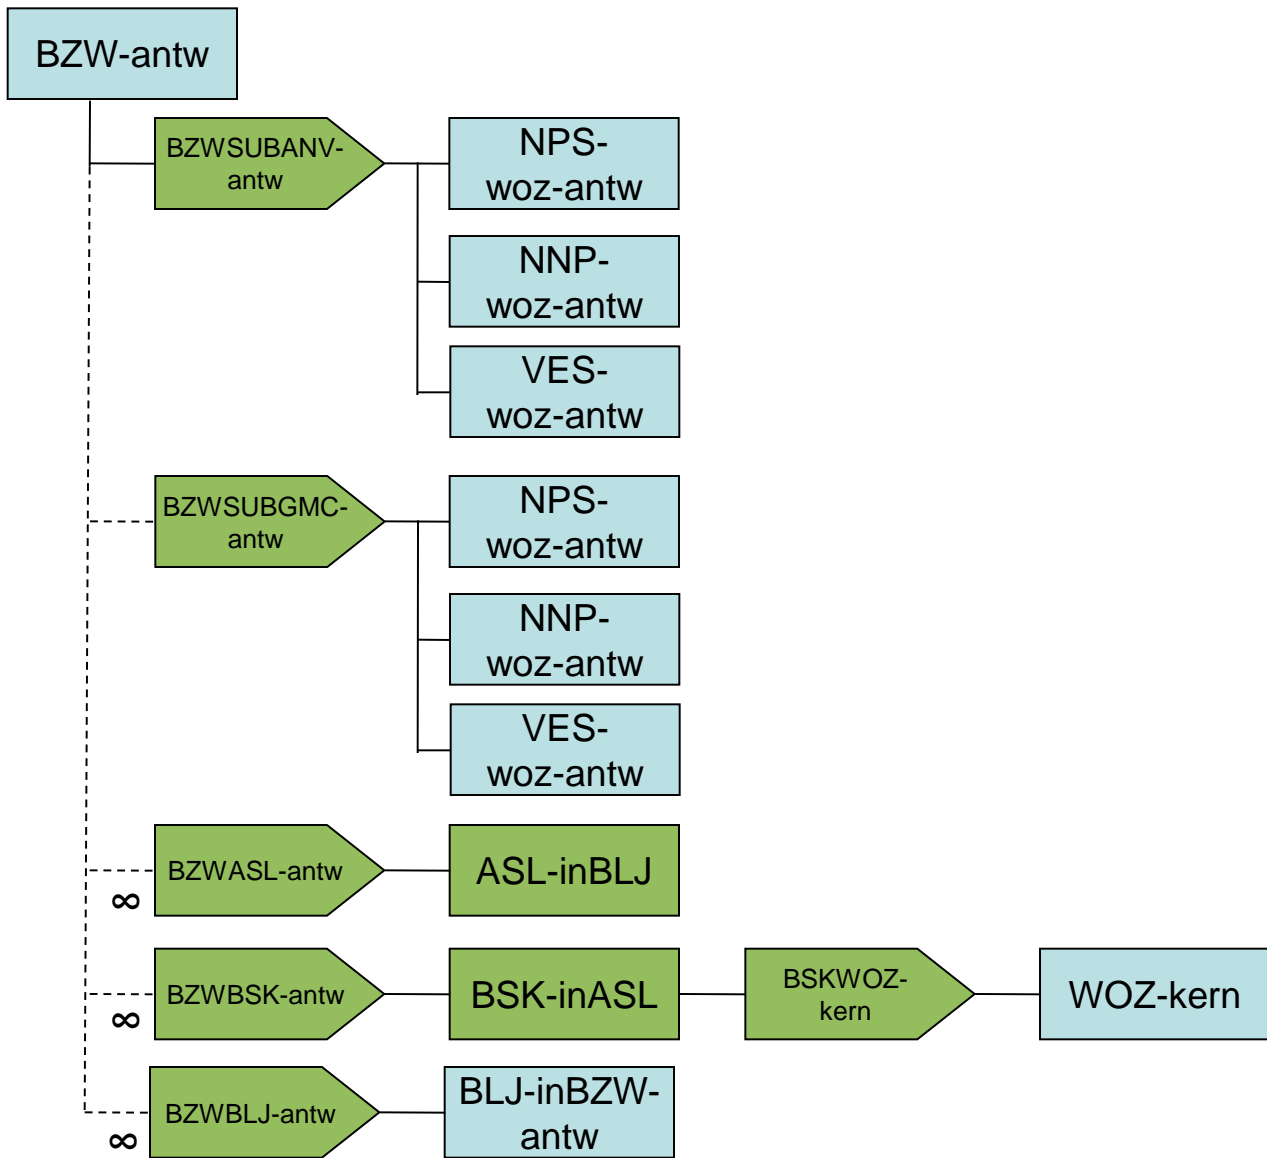 BZW-antw
BZWSUBANV-
antw
NPS-
woz-antw
NNP-
woz-antw
VES-
woz-antw
BZWSUBGMC-
antw
NPS-
woz-antw
NNP-
woz-antw
VES-
woz-antw
BZWASL-antw
ASL-inBLJ
∞
BZWBSK-antw
BSK-inASL
BSKWOZ-
kern
WOZ-kern
∞
BZWBLJ-antw
BLJ-inBZW-
antw
∞